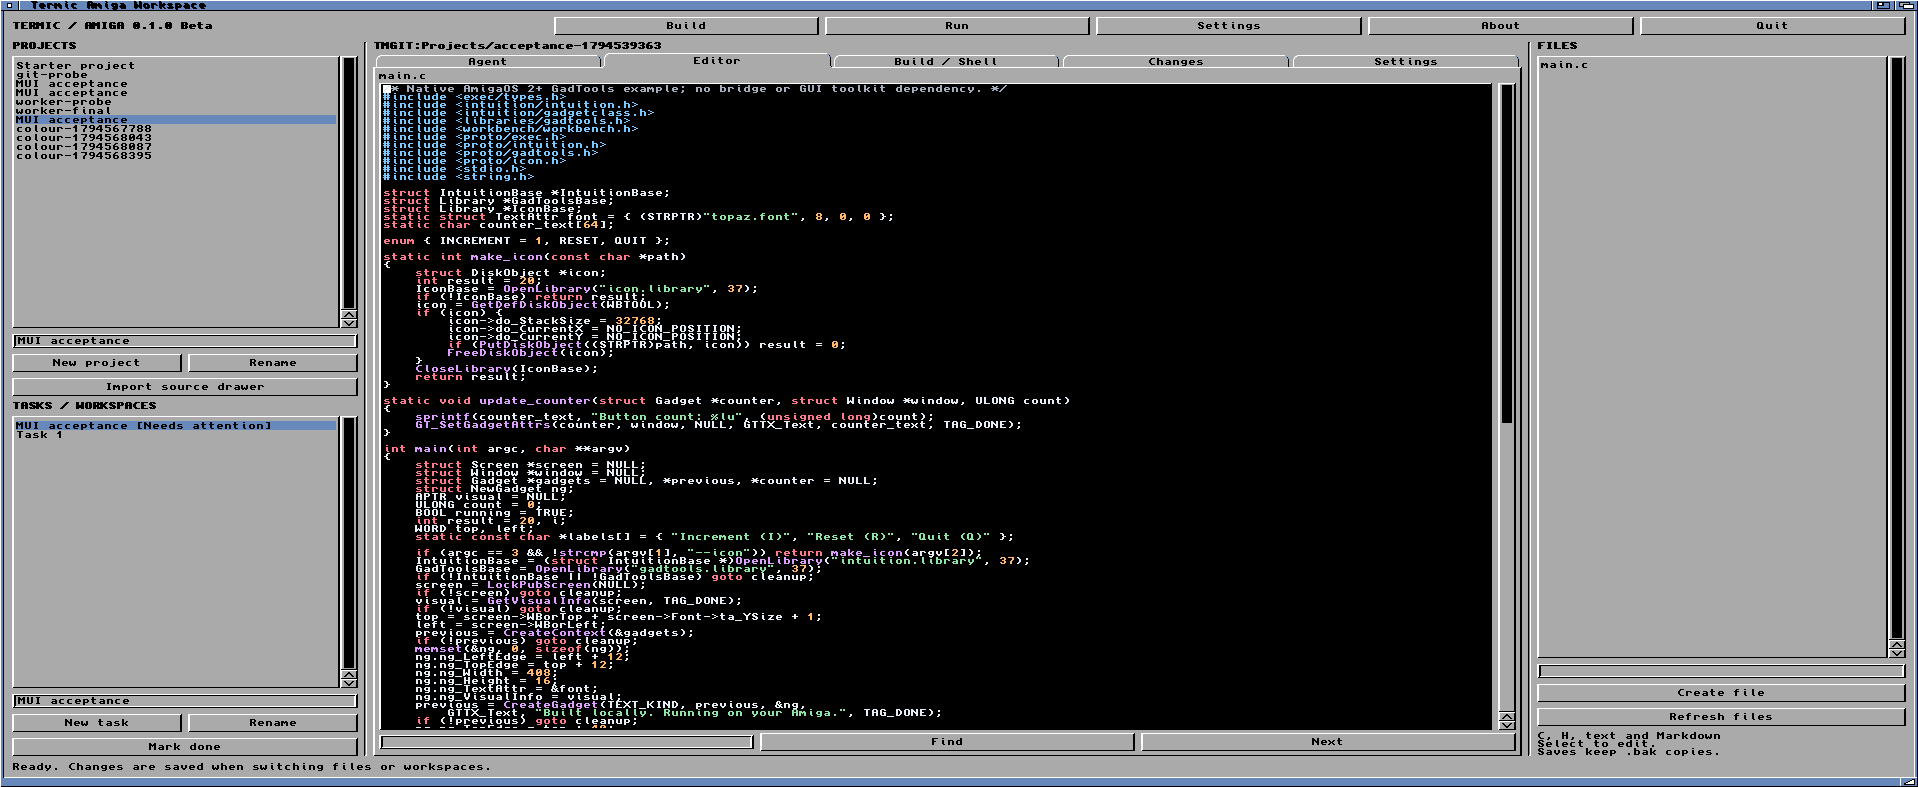 Termic Amiga Workspace
TERMIC / AMIGA 0.1.0 Beta
Build
Run
Settings
About
Quit
PROJECTS
Starter project
git-probe
MUI acceptance
MUI acceptance
worker-probe
worker-final
MUI acceptance
colour-1794567788
colour-1794568043
colour-1794568087
colour-1794568395
MUI acceptance
New project
Rename
Import source drawer
TASKS / WORKSPACES
MUI acceptance [Needs attention]
Task 1
MUI acceptance
New task
Rename
Mark done
TMGIT:Projects/acceptance-1794539363
Agent
Editor
Build / Shell
Changes
Settings
main.c
* Native AmigaOS 2+ GadTools example; no bridge or GUI toolkit dependency. */
#include <exec/types.h>
#include <intuition/intuition.h>
#include <intuition/gadgetclass.h>
#include <libraries/gadtools.h>
#include <workbench/workbench.h>
#include <proto/exec.h>
#include <proto/intuition.h>
#include <proto/gadtools.h>
#include <proto/icon.h>
#include <stdio.h>
#include <string.h>
struct IntuitionBase *IntuitionBase;
struct Library *GadToolsBase;
struct Library *IconBase;
static struct TextAttr font = { (STRPTR)"topaz.font", 8, 0, 0 };
static char counter_text[64];
enum { INCREMENT = 1, RESET, QUIT };
static int make_icon(const char *path)
{
    struct DiskObject *icon;
    int result = 20;
    IconBase = OpenLibrary("icon.library", 37);
    if (!IconBase) return result;
    icon = GetDefDiskObject(WBTOOL);
    if (icon) {
        icon->do_StackSize = 32768;
        icon->do_CurrentX = NO_ICON_POSITION;
        icon->do_CurrentY = NO_ICON_POSITION;
        if (PutDiskObject((STRPTR)path, icon)) result = 0;
        FreeDiskObject(icon);
    }
    CloseLibrary(IconBase);
    return result;
}
static void update_counter(struct Gadget *counter, struct Window *window, ULONG count)
{
    sprintf(counter_text, "Button count: %lu", (unsigned long)count);
    GT_SetGadgetAttrs(counter, window, NULL, GTTX_Text, counter_text, TAG_DONE);
}
int main(int argc, char **argv)
{
    struct Screen *screen = NULL;
    struct Window *window = NULL;
    struct Gadget *gadgets = NULL, *previous, *counter = NULL;
    struct NewGadget ng;
    APTR visual = NULL;
    ULONG count = 0;
    BOOL running = TRUE;
    int result = 20, i;
    WORD top, left;
    static const char *labels[] = { "Increment (I)", "Reset (R)", "Quit (Q)" };
    if (argc == 3 && !strcmp(argv[1], "--icon")) return make_icon(argv[2]);
    IntuitionBase = (struct IntuitionBase *)OpenLibrary("intuition.library", 37);
    GadToolsBase = OpenLibrary("gadtools.library", 37);
    if (!IntuitionBase || !GadToolsBase) goto cleanup;
    screen = LockPubScreen(NULL);
    if (!screen) goto cleanup;
    visual = GetVisualInfo(screen, TAG_DONE);
    if (!visual) goto cleanup;
    top = screen->WBorTop + screen->Font->ta_YSize + 1;
    left = screen->WBorLeft;
    previous = CreateContext(&gadgets);
    if (!previous) goto cleanup;
    memset(&ng, 0, sizeof(ng));
    ng.ng_LeftEdge = left + 12;
    ng.ng_TopEdge = top + 12;
    ng.ng_Width = 408;
    ng.ng_Height = 16;
    ng.ng_TextAttr = &font;
    ng.ng_VisualInfo = visual;
    previous = CreateGadget(TEXT_KIND, previous, &ng,
        GTTX_Text, "Built locally. Running on your Amiga.", TAG_DONE);
    if (!previous) goto cleanup;
Find
Next
FILES
main.c
Create file
Refresh files
C, H, text and Markdown
Select to edit.
Saves keep .bak copies.
Ready. Changes are saved when switching files or workspaces.